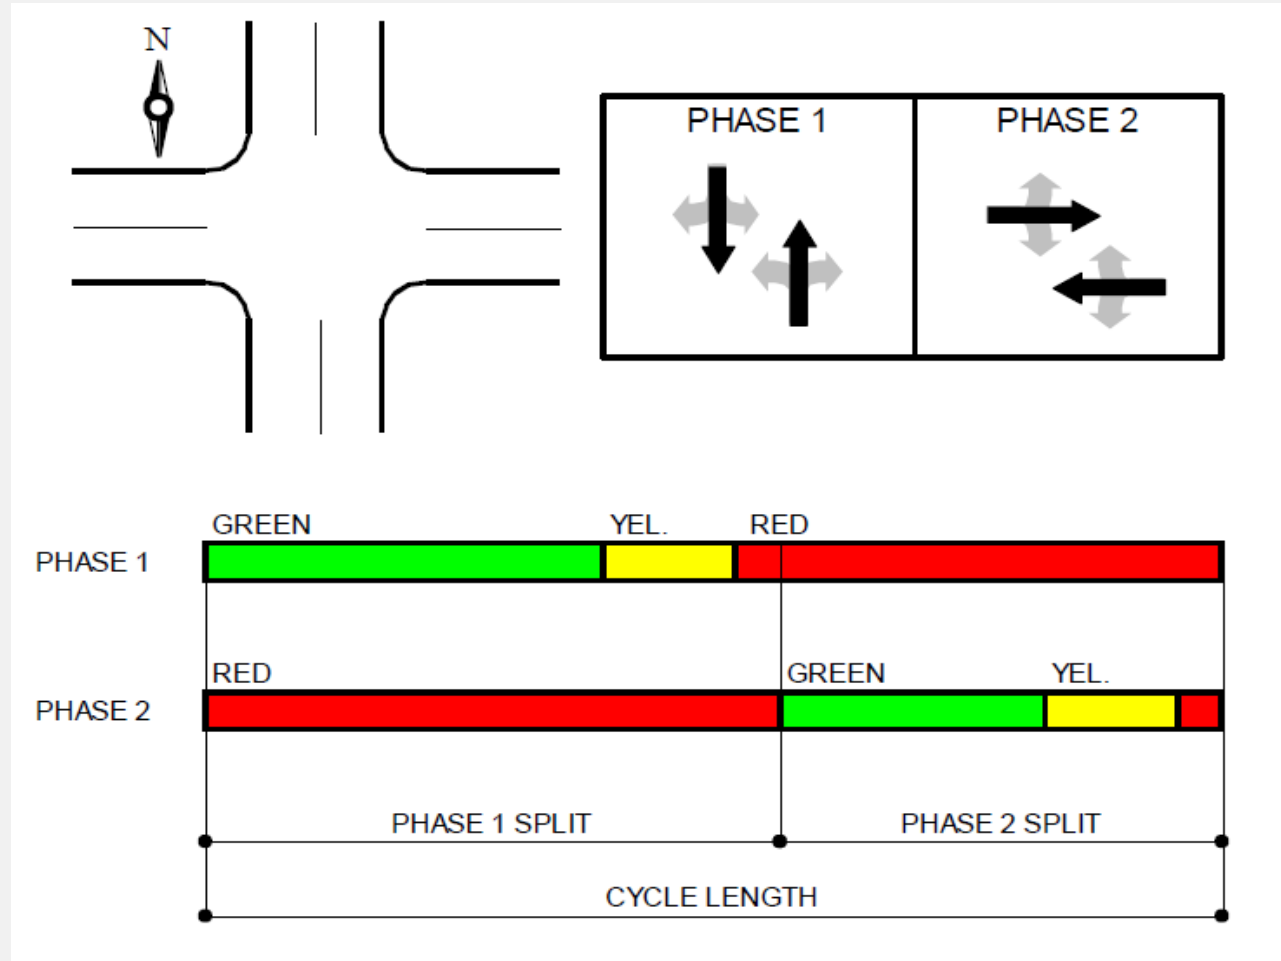 N
PHASE 1
PHASE 2
GREEN
YEL.
RED
PHASE 1
RED
GREEN
YEL.
PHASE 2
PHASE 1 SPLIT
PHASE 2 SPLIT
CYCLE LENGTH